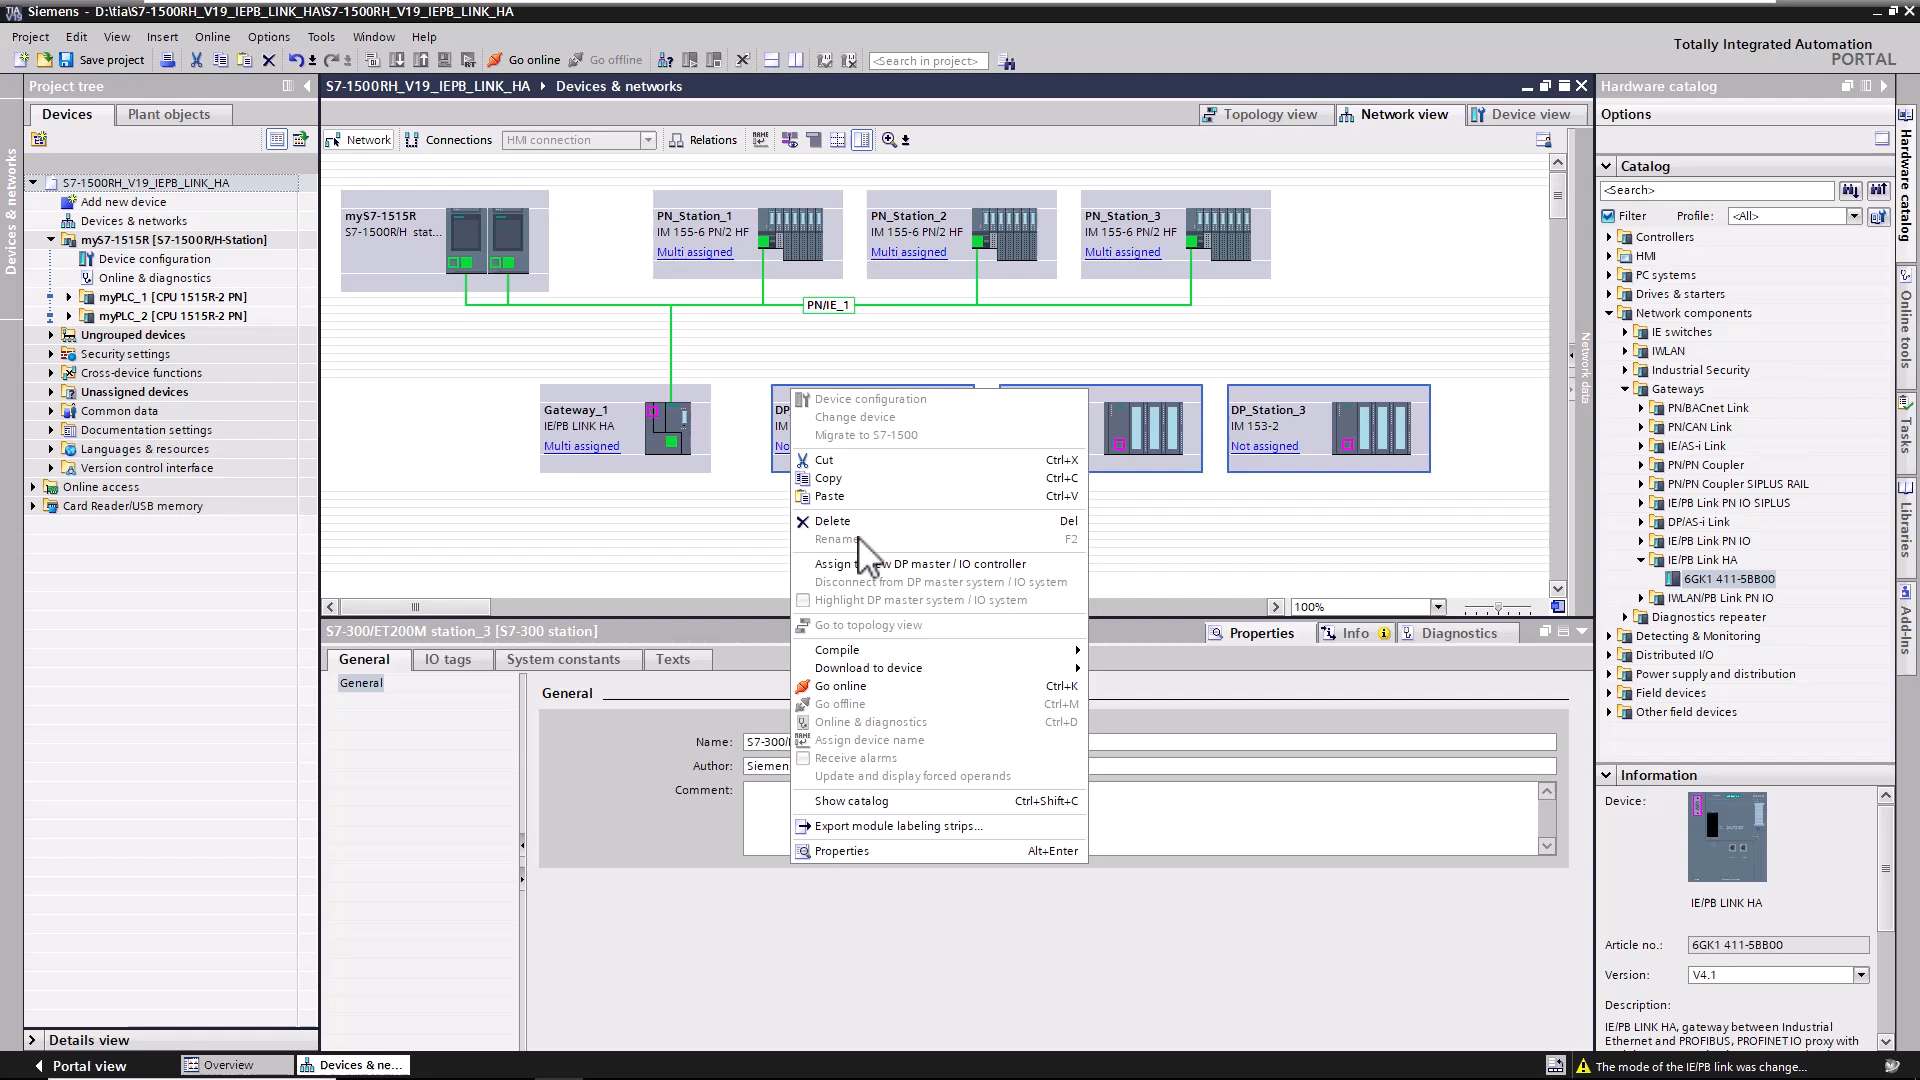 Siemens - D:\tia\S7-1500RH_V19_IEPB_LINK_HA\S7-1500RH_V19_IEPB_LINK_HA
Project Edit View Insert Online Options Tools Window Help
Totally Integrated Automation
PORTAL
Save project
Go online
Go offline
<Search in project>
Project tree
S7-1500RH_V19_IEPB_LINK_HA
Devices & networks
Hardware catalog
Devices
Plant objects
Topology view
Network view
Device view
Options
Network
Connections
HMI connection
Relations
Devices & networks
S7-1500RH_V19_IEPB_LINK_HA
Add new device
Devices & networks
myS7-1515R [S7-1500R/H-Station]
Device configuration
Online & diagnostics
myPLC_1 [CPU 1515R-2 PN]
myPLC_2 [CPU 1515R-2 PN]
Ungrouped devices
Security settings
Cross-device functions
Unassigned devices
Common data
Documentation settings
Languages & resources
Version control interface
Online access
Card Reader/USB memory
myS7-1515R
S7-1500R/H stat...
PN_Station_1
IM 155-6 PN/2 HF
Multi assigned
PN_Station_2
IM 155-6 PN/2 HF
Multi assigned
PN_Station_3
IM 155-6 PN/2 HF
Multi assigned
PN/IE_1
Gateway_1
IE/PB LINK HA
Multi assigned
DP
IM
No
DP_Station_3
IM 153-2
Not assigned
Network data
Device configuration
Change device
Migrate to S7-1500
Cut Ctrl+X
Copy Ctrl+C
Paste Ctrl+V
Delete Del
Rename F2
DP master / IO controller
Disconnect from DP master system / IO system
Highlight DP master system / IO system
Go to topology view
Compile
Download to device
Go online Ctrl+K
Go offline Ctrl+M
Online & diagnostics Ctrl+D
Assign device name
Receive alarms
Update and display forced operands
Show catalog Ctrl+Shift+C
Export module labeling strips...
Properties Alt+Enter
100%
S7-300/ET200M station_3 [S7-300 station]
Properties
Info
Diagnostics
General
IO tags
System constants
Texts
General
General
Name:
S7-300/
Author:
Siemen
Comment:
Catalog
<Search>
Filter
Profile:
<All>
Controllers
HMI
PC systems
Drives & starters
Network components
IE switches
IWLAN
Industrial Security
Gateways
PN/BACnet Link
PN/CAN Link
IE/AS-i Link
PN/PN Coupler
PN/PN Coupler SIPLUS RAIL
IE/PB Link PN IO SIPLUS
DP/AS-i Link
IE/PB Link PN IO
IE/PB Link HA
6GK1 411-5BB00
IWLAN/PB Link PN IO
Diagnostics repeater
Detecting & Monitoring
Distributed I/O
Power supply and distribution
Field devices
Other field devices
Information
Device:
IE/PB LINK HA
Article no.:
6GK1 411-5BB00
Version:
V4.1
Description:
IE/PB LINK HA, gateway between Industrial
Ethernet and PROFIBUS, PROFINET IO proxy with
Hardware catalog
Online tools
Tasks
Libraries
Add-Ins
Details view
Portal view
Overview
Devices & ne...
The mode of the IE/PB link was change...